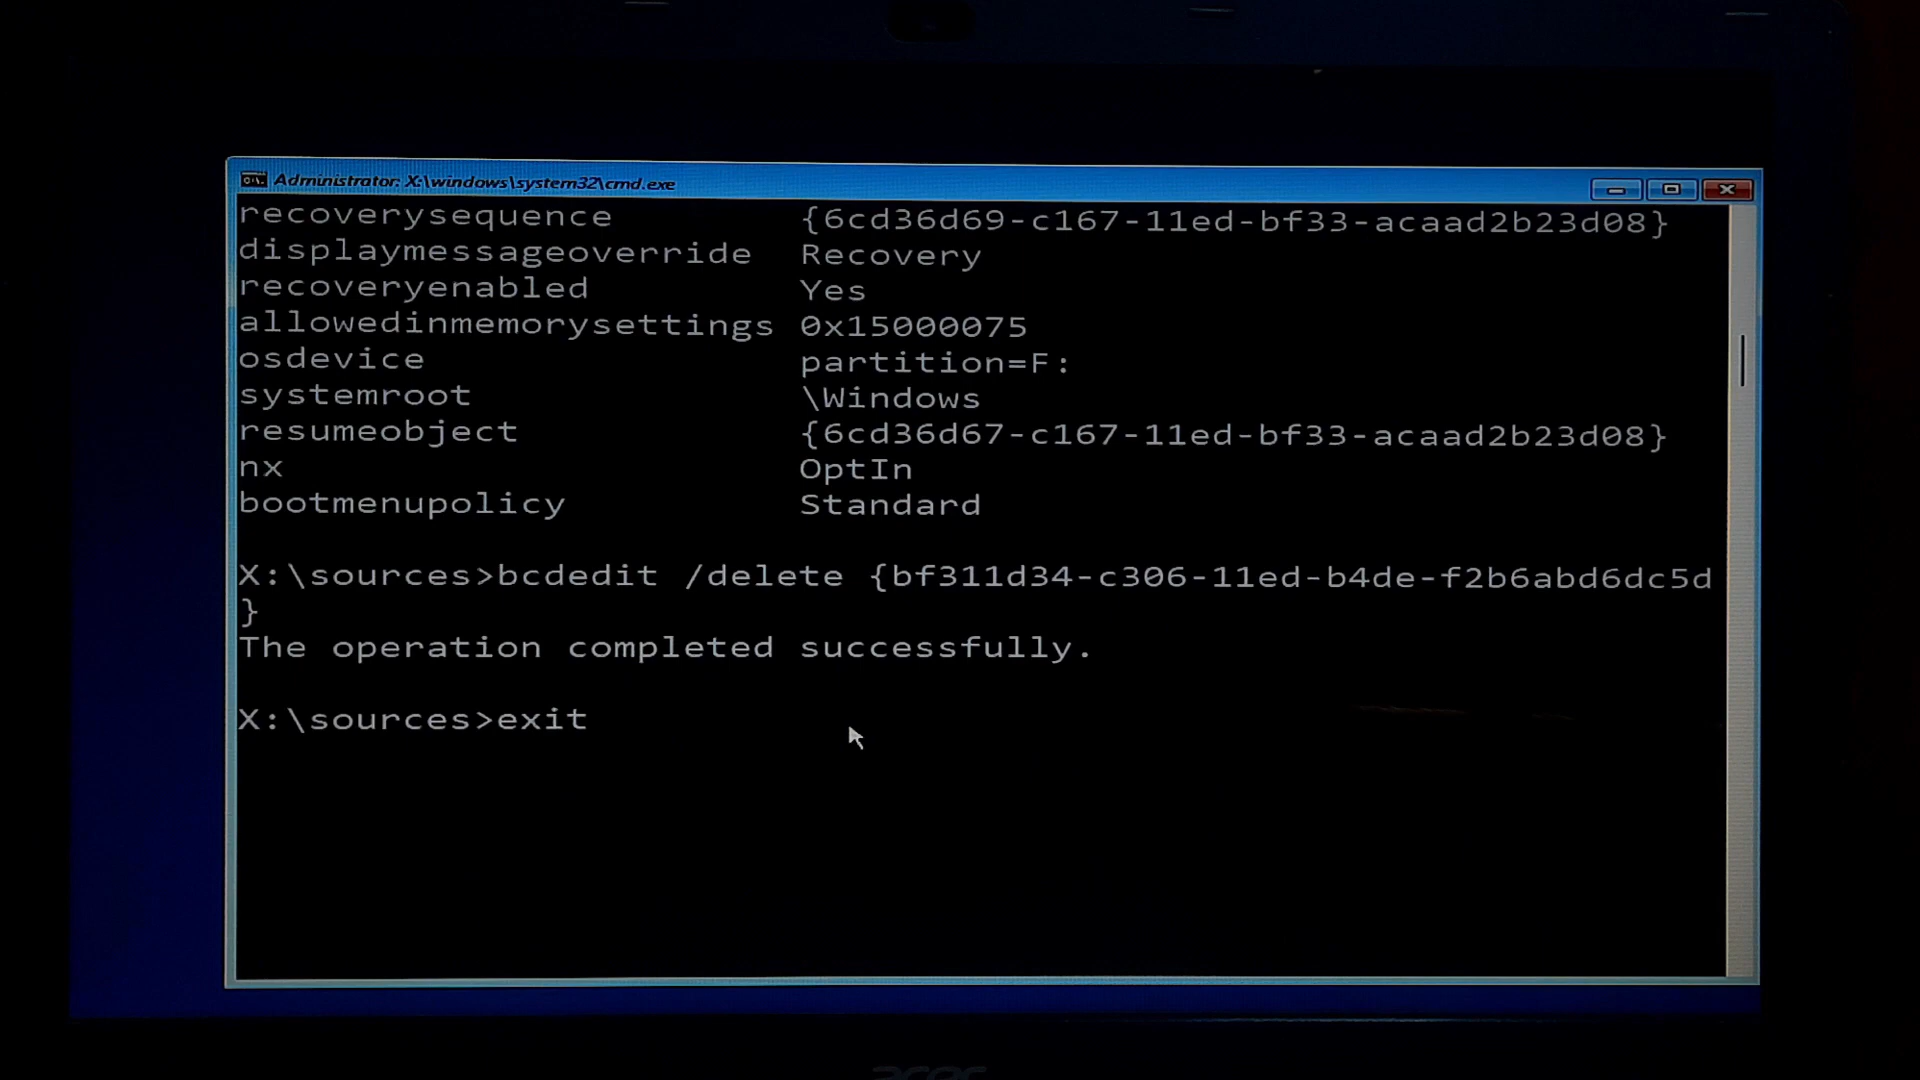 Administrator: X:\windows\system32\cmd.exe
recoverysequence {6cd36d69-c167-11ed-bf33-acaad2b23d08}
displaymessageoverride Recovery
recoveryenabled Yes
allowedinmemorysettings 0x15000075
osdevice partition=F:
systemroot \Windows
resumeobject {6cd36d67-c167-11ed-bf33-acaad2b23d08}
nx OptIn
bootmenupolicy Standard
X:\sources>bcdedit /delete {bf311d34-c306-11ed-b4de-f2b6abd6dc5d
}
The operation completed successfully.
X:\sources>exit
acer